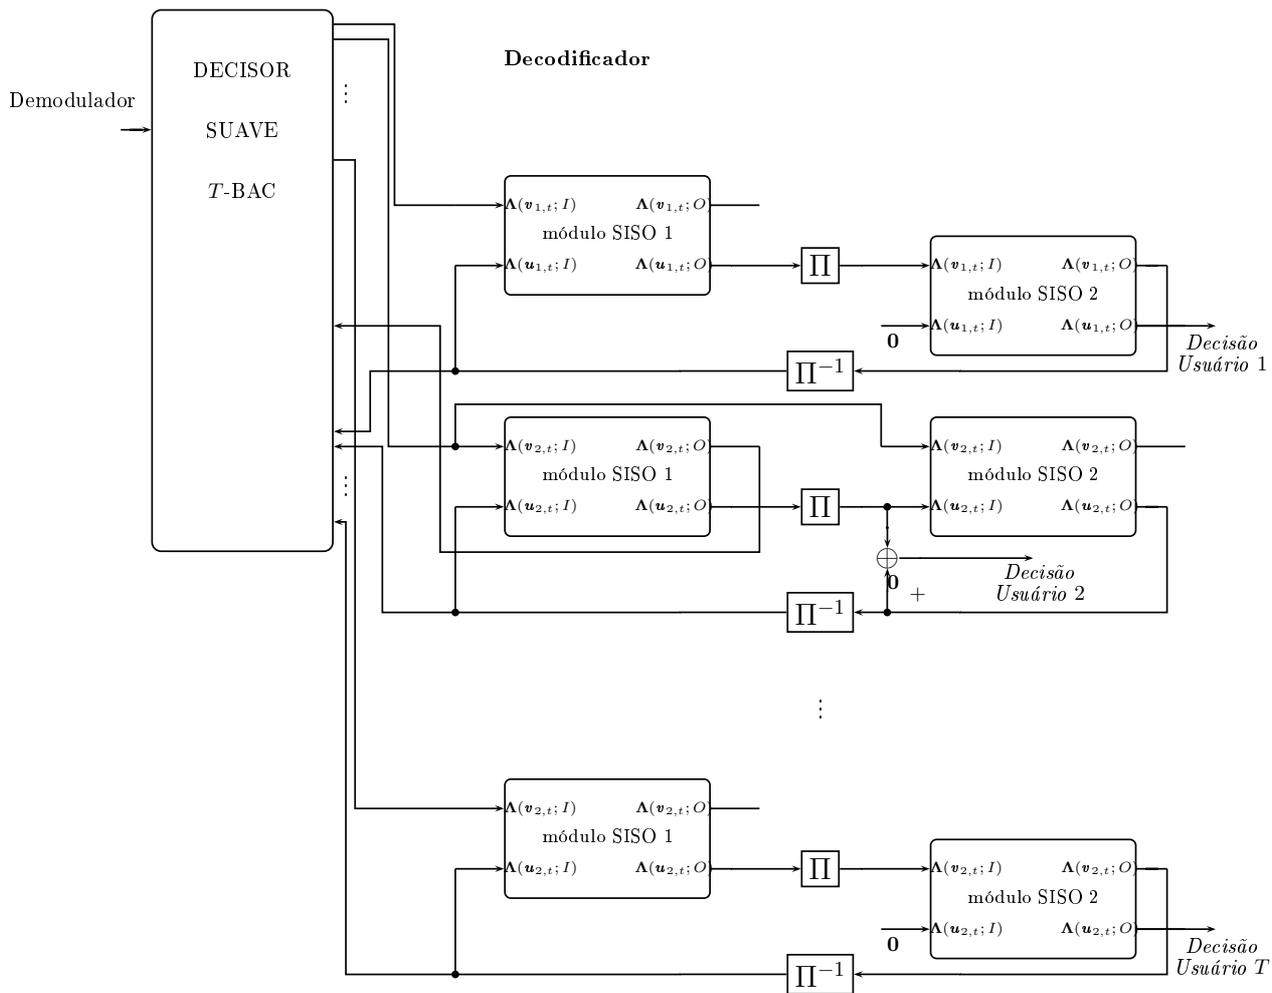 Decodificador
Demodulador
DECISOR
SUAVE
T-BAC
⋮
Λ(v₁,ₜ; I) Λ(v₁,ₜ; O)
módulo SISO 1
Λ(u₁,ₜ; I) Λ(u₁,ₜ; O)
∏
Λ(v₁,ₜ; I) Λ(v₁,ₜ; O)
módulo SISO 2
Λ(u₁,ₜ; I) Λ(u₁,ₜ; O)
0
Decisão
Usuário 1
∏⁻¹
Λ(v₂,ₜ; I) Λ(v₂,ₜ; O)
módulo SISO 1
Λ(u₂,ₜ; I) Λ(u₂,ₜ; O)
⋮
∏
Λ(v₂,ₜ; I) Λ(v₂,ₜ; O)
módulo SISO 2
Λ(u₂,ₜ; I) Λ(u₂,ₜ; O)
0
+
Decisão
Usuário 2
∏⁻¹
⋮
Λ(v₂,ₜ; I) Λ(v₂,ₜ; O)
módulo SISO 1
Λ(u₂,ₜ; I) Λ(u₂,ₜ; O)
∏
Λ(v₂,ₜ; I) Λ(v₂,ₜ; O)
módulo SISO 2
Λ(u₂,ₜ; I) Λ(u₂,ₜ; O)
0
Decisão
Usuário T
∏⁻¹